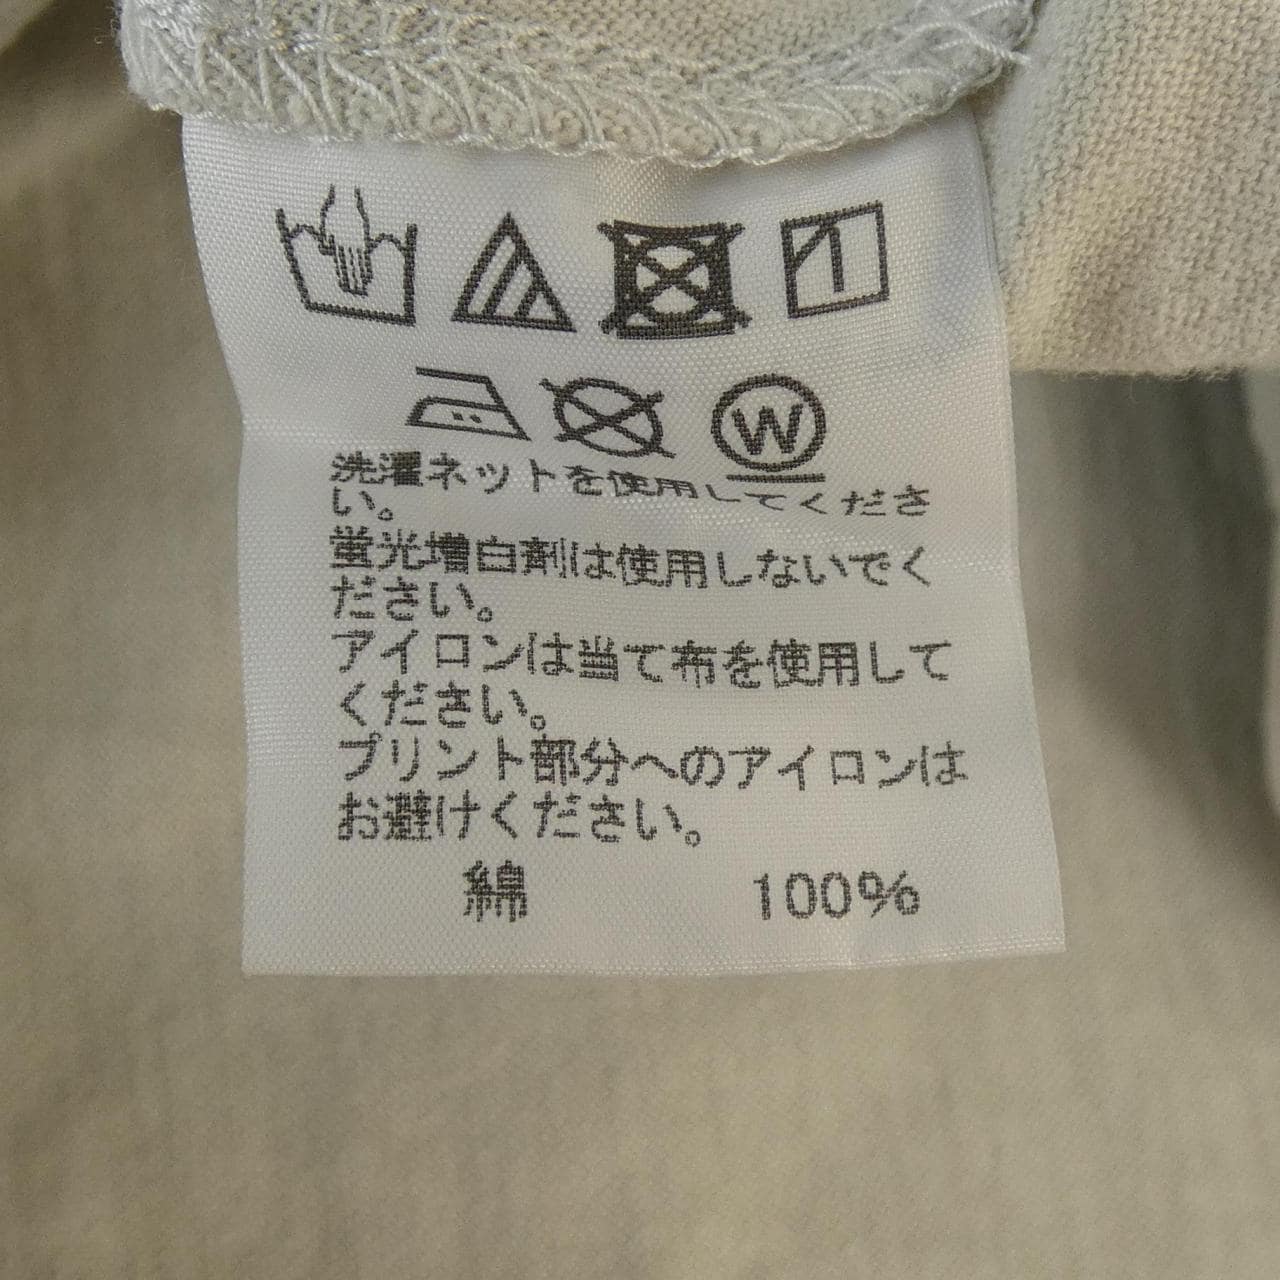 W
洗濯ネットを使用してくださ
い。
蛍光増白剤は使用しないでく
ださい。
アイロンは当て布を使用して
ください。
プリント部分へのアイロンは
お避けください。
綿 100%